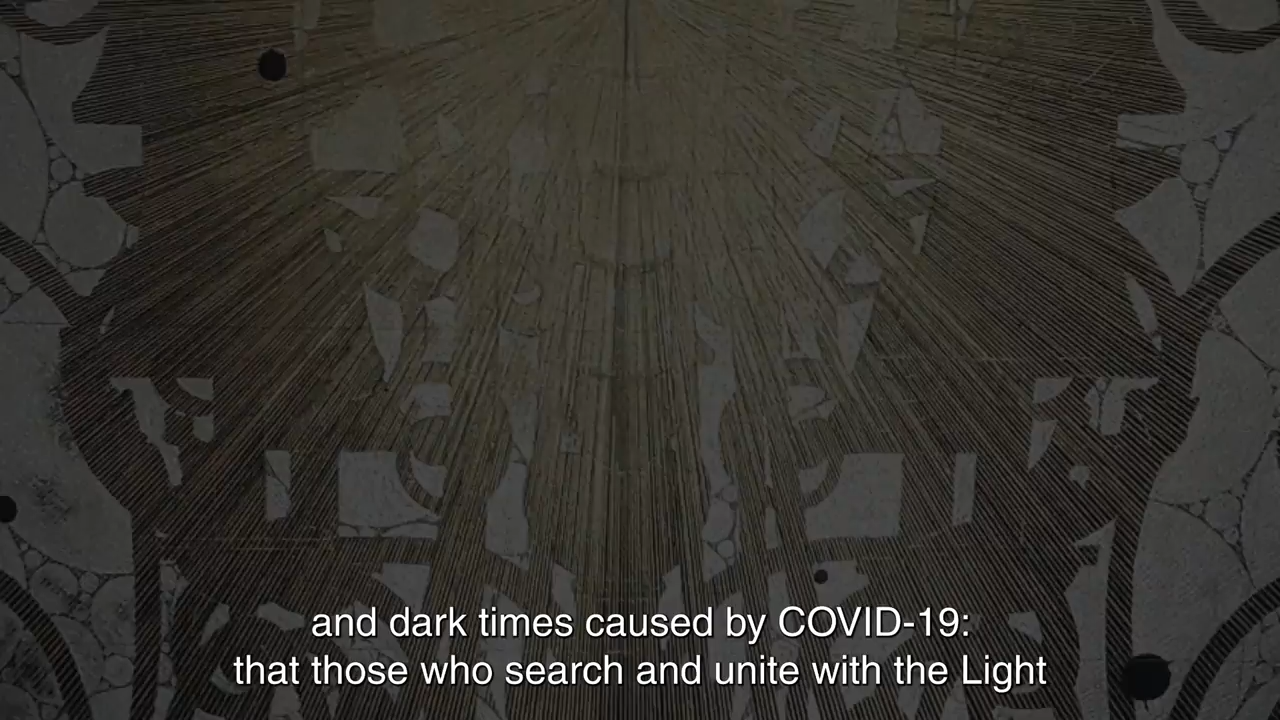 and dark times caused by COVID-19:
that those who search and unite with the Light